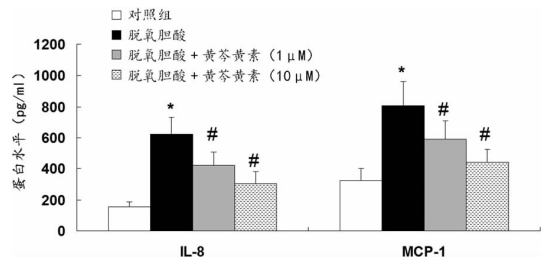 对照组
脱氧胆酸
脱氧胆酸 + 黄芩黄素 (1 μM)
脱氧胆酸 + 黄芩黄素 (10 μM)
蛋白水平 (pg/ml)
1200
1000
800
600
400
200
0
* # #
* # #
IL-8 MCP-1